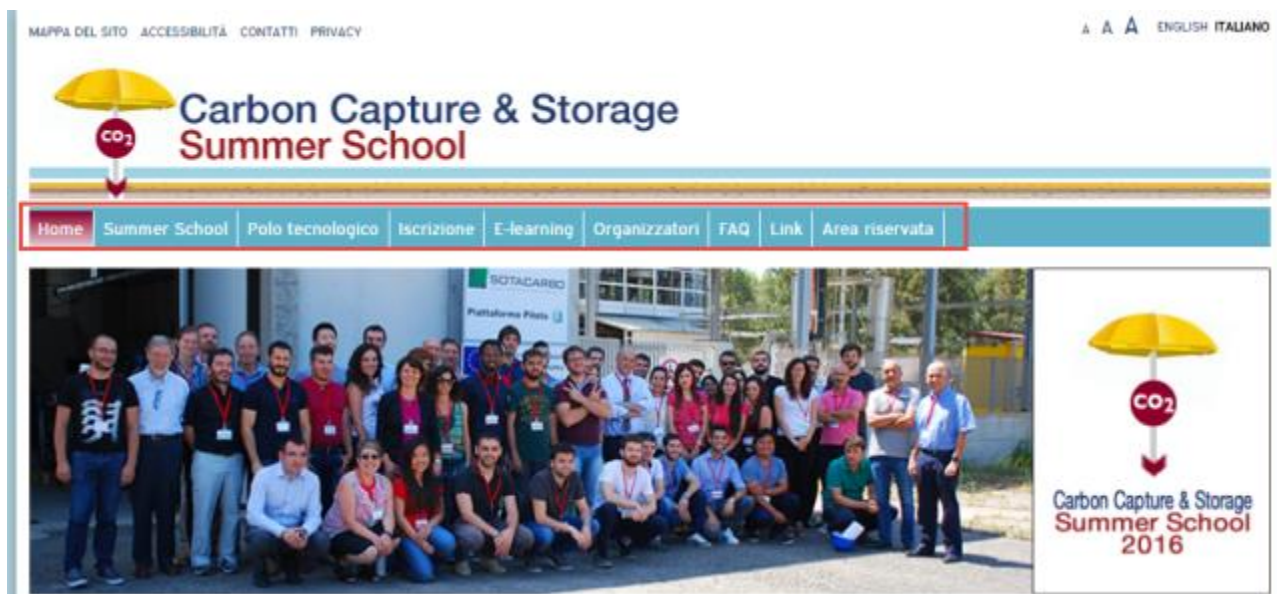 MAPPA DEL SITO ACCESSIBILITÀ CONTATTI PRIVACY
A A A ENGLISH ITALIANO
CO2
Carbon Capture & Storage
Summer School
Home Summer School Polo tecnologico Iscrizione E-learning Organizzatori FAQ Link Area riservata
SOTACARBO
Piattaforma Pilota
CO2
Carbon Capture & Storage
Summer School
2016